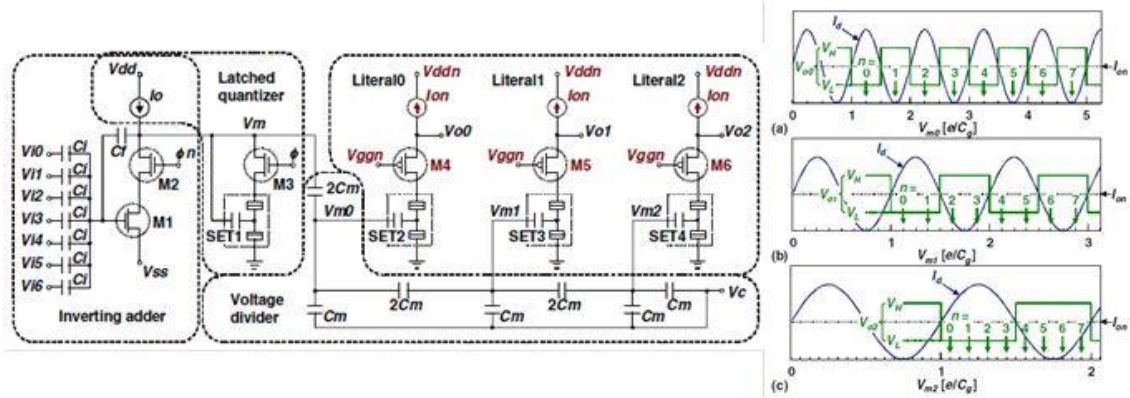 Vdd
Io
Cf
ϕn
M2
M1
Vss
Vi0 Ci
Vi1 Ci
Vi2 Ci
Vi3 Ci
Vi4 Ci
Vi5 Ci
Vi6 Ci
Inverting adder
Latched
quantizer
Vm
ϕ
M3
SET1
2Cm
Vm0
Literal0
Vddn
Ion
Vo0
Vggn
M4
SET2
Literal1
Vddn
Ion
Vo1
Vggn
M5
Vm1
SET3
Literal2
Vddn
Ion
Vo2
Vggn
M6
Vm2
SET4
Voltage
divider
Cm
2Cm
Cm
2Cm
Cm
Cm
Vc
Id
VH
Vo0
VL
n =
0 1 2 3 4 5 6 7
Ion
0 1 2 3 4 5
(a) Vm0 [e/Cg]
Id
VH
Vo1
VL
n =
0 1 2 3 4 5 6 7
Ion
0 1 2 3
(b) Vm1 [e/Cg]
Id
VH
Vo2
VL
n =
0 1 2 3 4 5 6 7
Ion
0 1 2
(c) Vm2 [e/Cg]